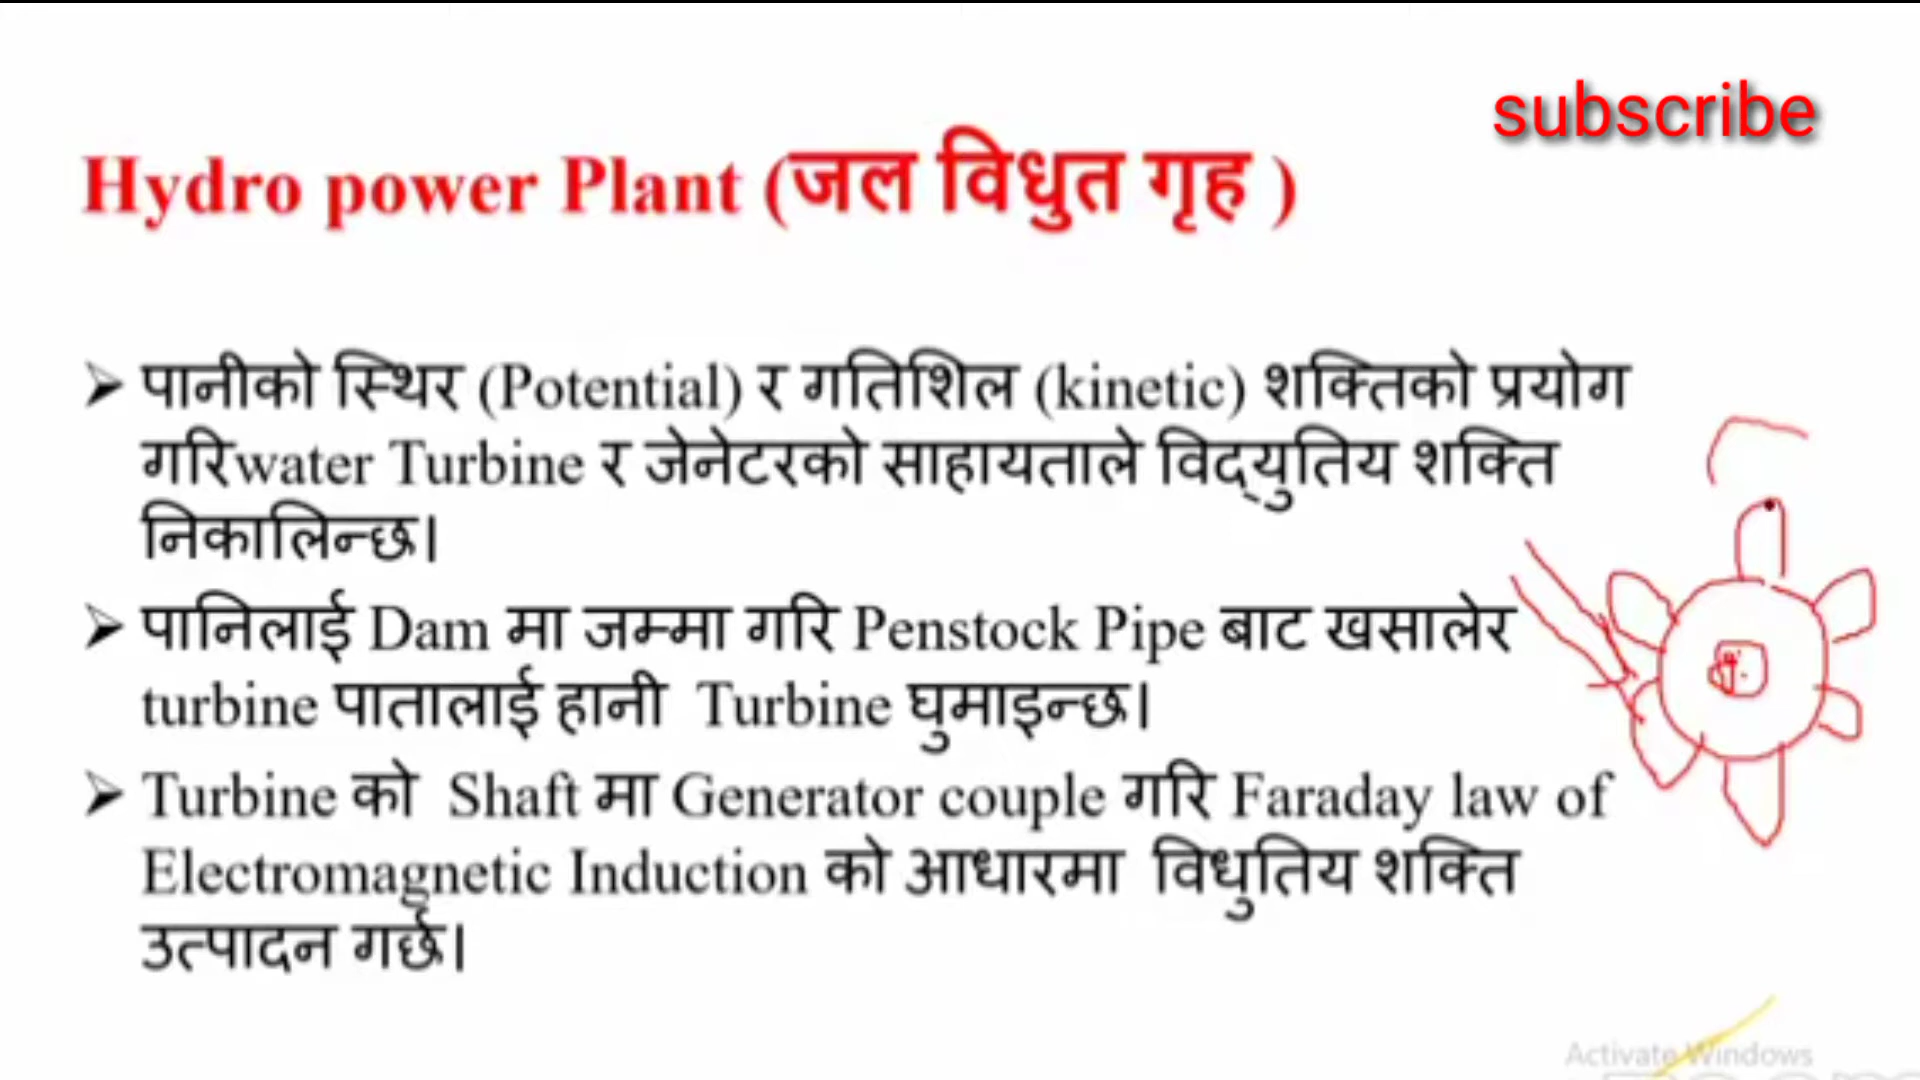 subscribe
Hydro power Plant (जल विधुत गृह )
➢ पानीको स्थिर (Potential) र गतिशिल (kinetic) शक्तिको प्रयोग
गरिwater Turbine र जेनेटरको साहायताले विद्युतिय शक्ति
निकालिन्छ।
➢ पानिलाई Dam मा जम्मा गरि Penstock Pipe बाट खसालेर
turbine पातालाई हानी Turbine घुमाइन्छ।
➢ Turbine को Shaft मा Generator couple गरि Faraday law of
Electromagnetic Induction को आधारमा विधुतिय शक्ति
उत्पादन गर्छ।
Activate Windows